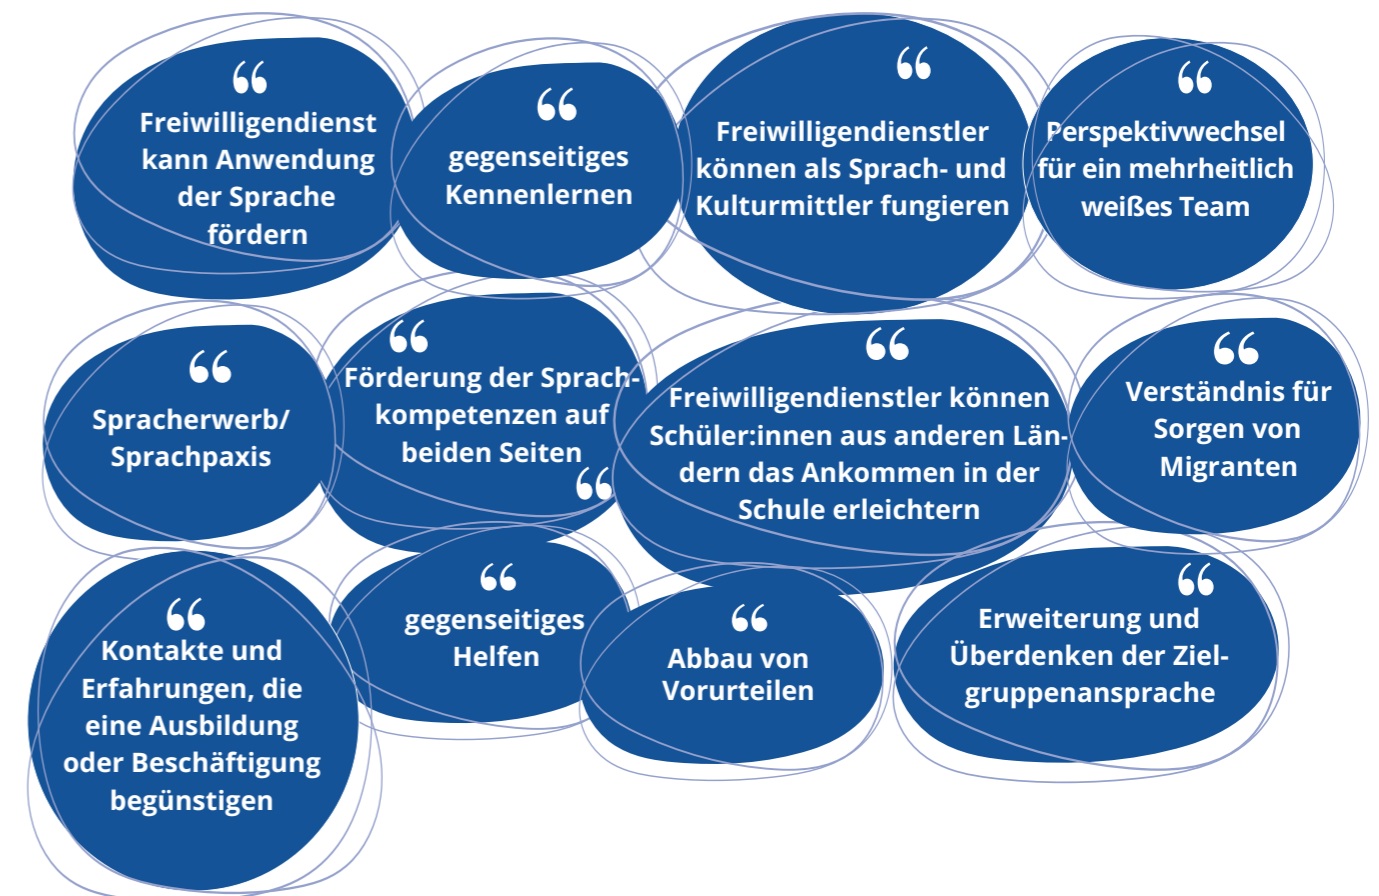 Freiwilligendienst
kann Anwendung
der Sprache
fördern
gegenseitiges
Kennenlernen
Freiwilligendienstler
können als Sprach- und
Kulturmittler fungieren
Perspektivwechsel
für ein mehrheitlich
weißes Team
Spracherwerb/
Sprachpaxis
Förderung der Sprach-
kompetenzen auf
beiden Seiten
Freiwilligendienstler können
Schüler:innen aus anderen Län-
dern das Ankommen in der
Schule erleichtern
Verständnis für
Sorgen von
Migranten
Kontakte und
Erfahrungen, die
eine Ausbildung
oder Beschäftigung
begünstigen
gegenseitiges
Helfen
Abbau von
Vorurteilen
Erweiterung und
Überdenken der Ziel-
gruppenansprache